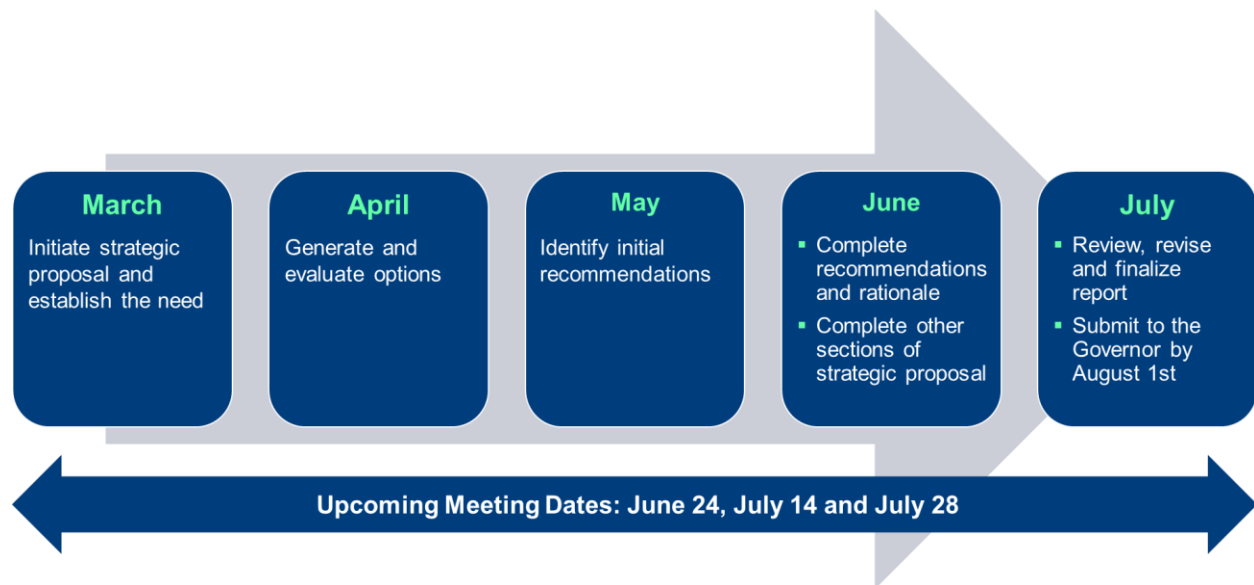 March
Initiate strategic
proposal and
establish the need
April
Generate and
evaluate options
May
Identify initial
recommendations
June
▪ Complete
recommendations
and rationale
▪ Complete other
sections of
strategic proposal
July
▪ Review, revise
and finalize
report
▪ Submit to the
Governor by
August 1st
Upcoming Meeting Dates: June 24, July 14 and July 28